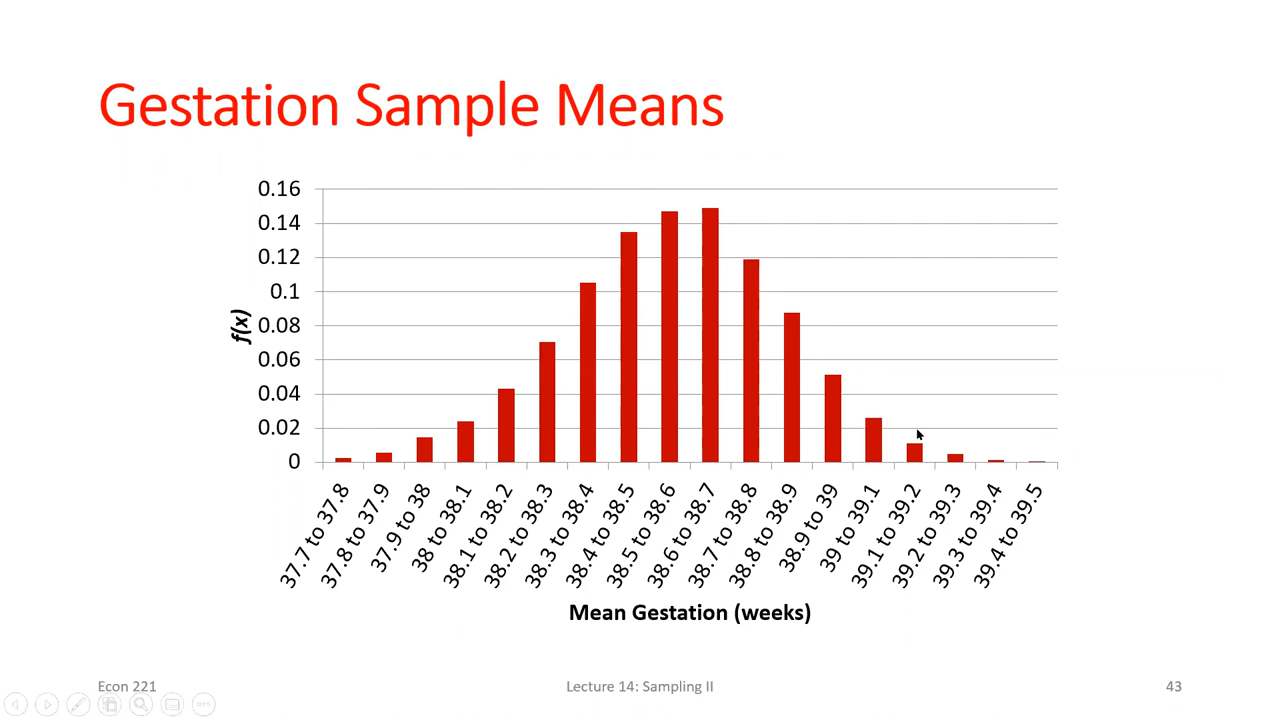 Gestation Sample Means
0.16
0.14
0.12
0.1
0.08
0.06
0.04
0.02
0
f(x)
37.7 to 37.8
37.8 to 37.9
37.9 to 38
38 to 38.1
38.1 to 38.2
38.2 to 38.3
38.3 to 38.4
38.4 to 38.5
38.5 to 38.6
38.6 to 38.7
38.7 to 38.8
38.8 to 38.9
38.9 to 39
39 to 39.1
39.1 to 39.2
39.2 to 39.3
39.3 to 39.4
39.4 to 39.5
Mean Gestation (weeks)
Econ 221
Lecture 14: Sampling II
43